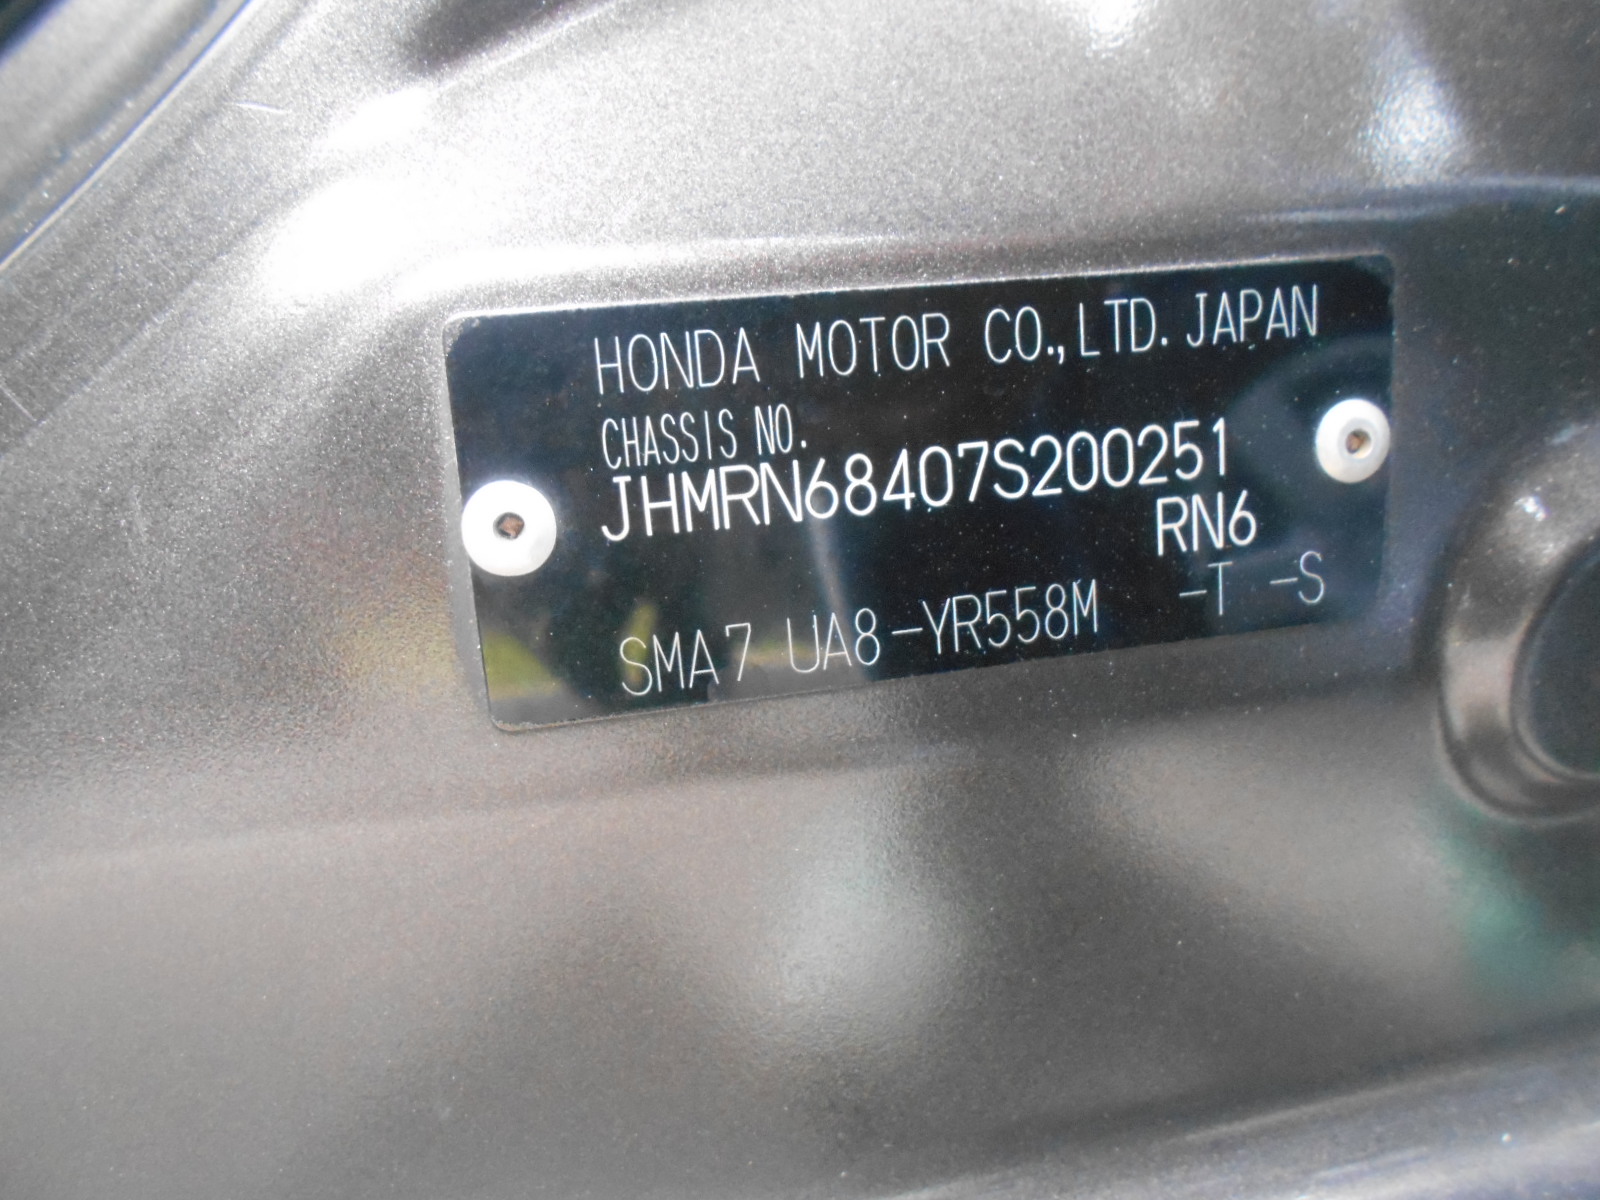 HONDA MOTOR CO.,LTD. JAPAN
CHASSIS NO.
JHMRN68407S200251
RN6
SMA7 UA8-YR558M -T -S